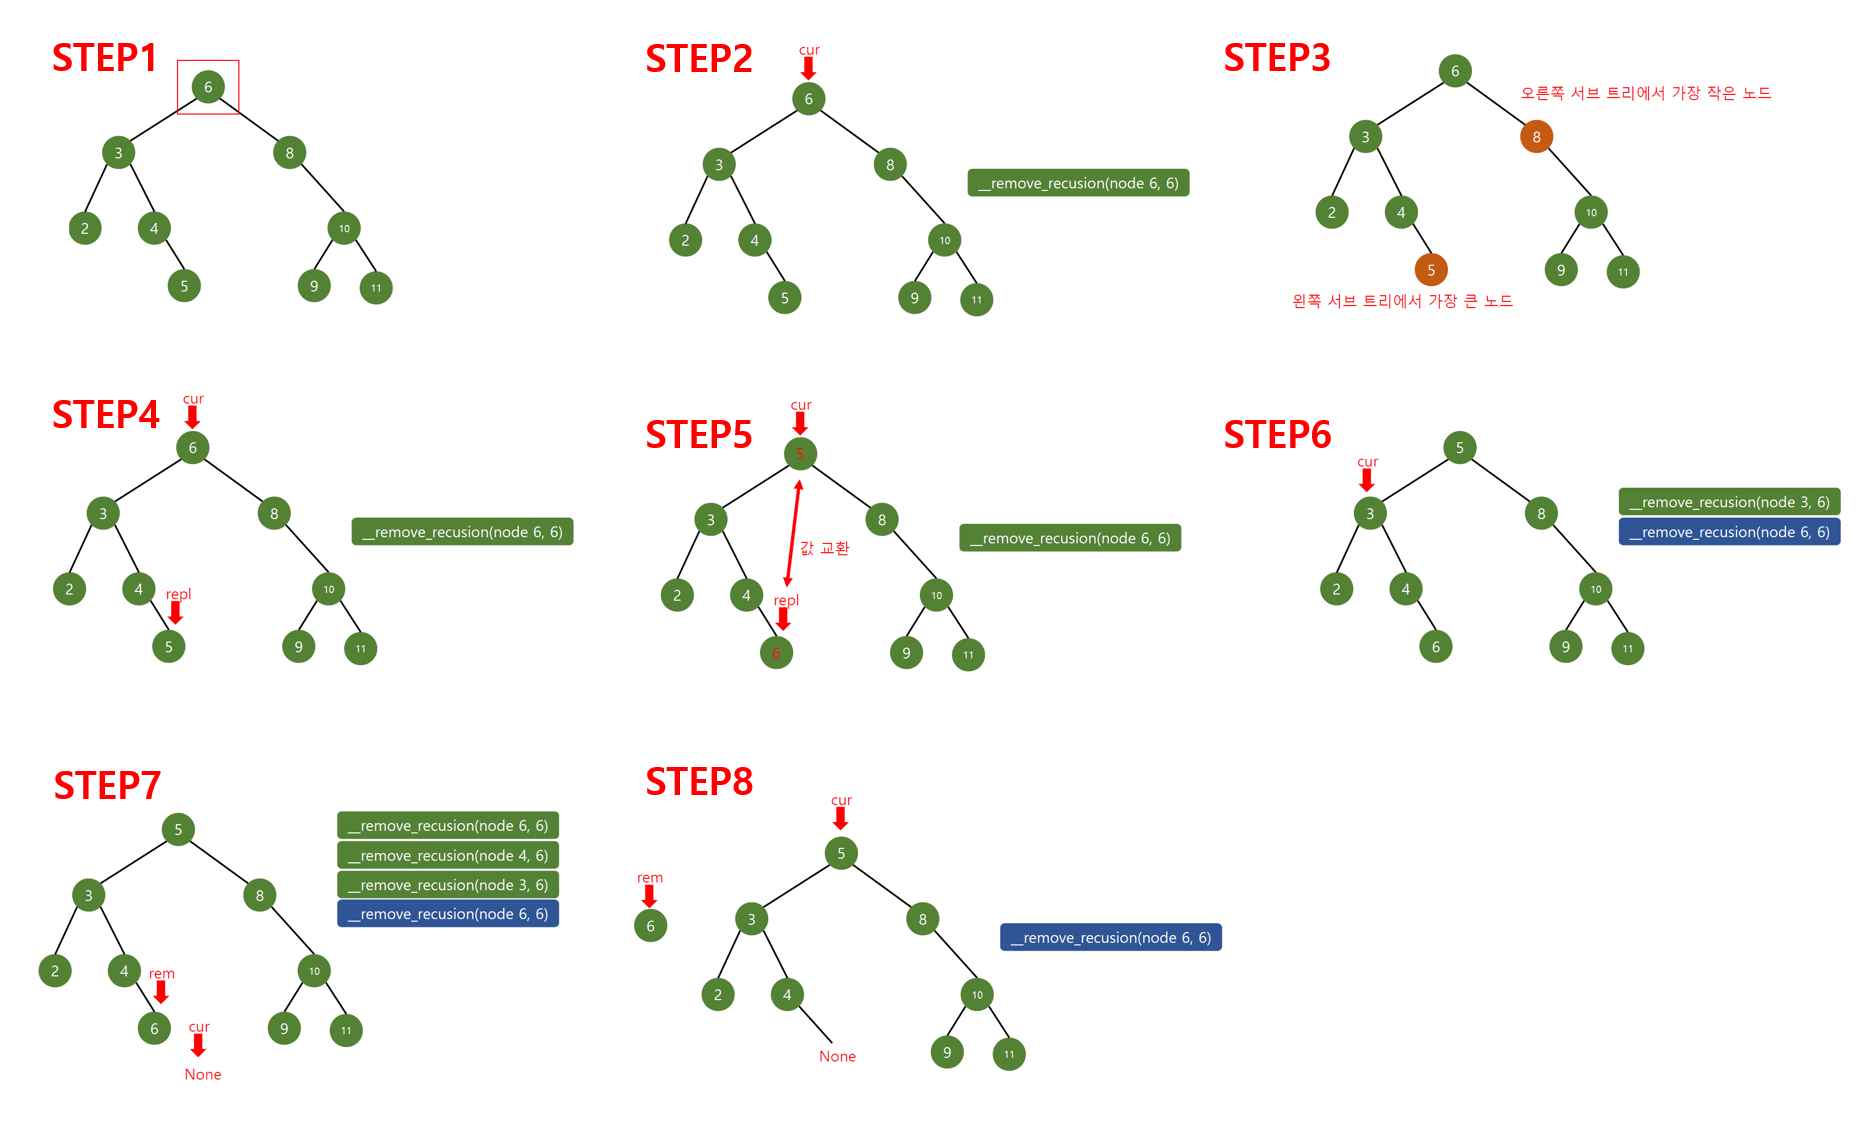 STEP1
6
3
8
2
4
10
5
9
11
STEP2
cur
6
3
8
__remove_recusion(node 6, 6)
2
4
10
5
9
11
STEP3
6
오른쪽 서브 트리에서 가장 작은 노드
3
8
2
4
10
5
9
11
왼쪽 서브 트리에서 가장 큰 노드
STEP4
cur
6
3
8
__remove_recusion(node 6, 6)
2
4
10
repl
5
9
11
STEP5
cur
5
3
8
__remove_recusion(node 6, 6)
값 교환
2
4
10
repl
6
9
11
STEP6
5
cur
3
8
__remove_recusion(node 3, 6)
__remove_recusion(node 6, 6)
2
4
10
6
9
11
STEP7
5
__remove_recusion(node 6, 6)
__remove_recusion(node 4, 6)
__remove_recusion(node 3, 6)
__remove_recusion(node 6, 6)
3
8
2
4
10
rem
6
9
11
cur
None
STEP8
cur
5
rem
6
3
8
__remove_recusion(node 6, 6)
2
4
10
9
11
None